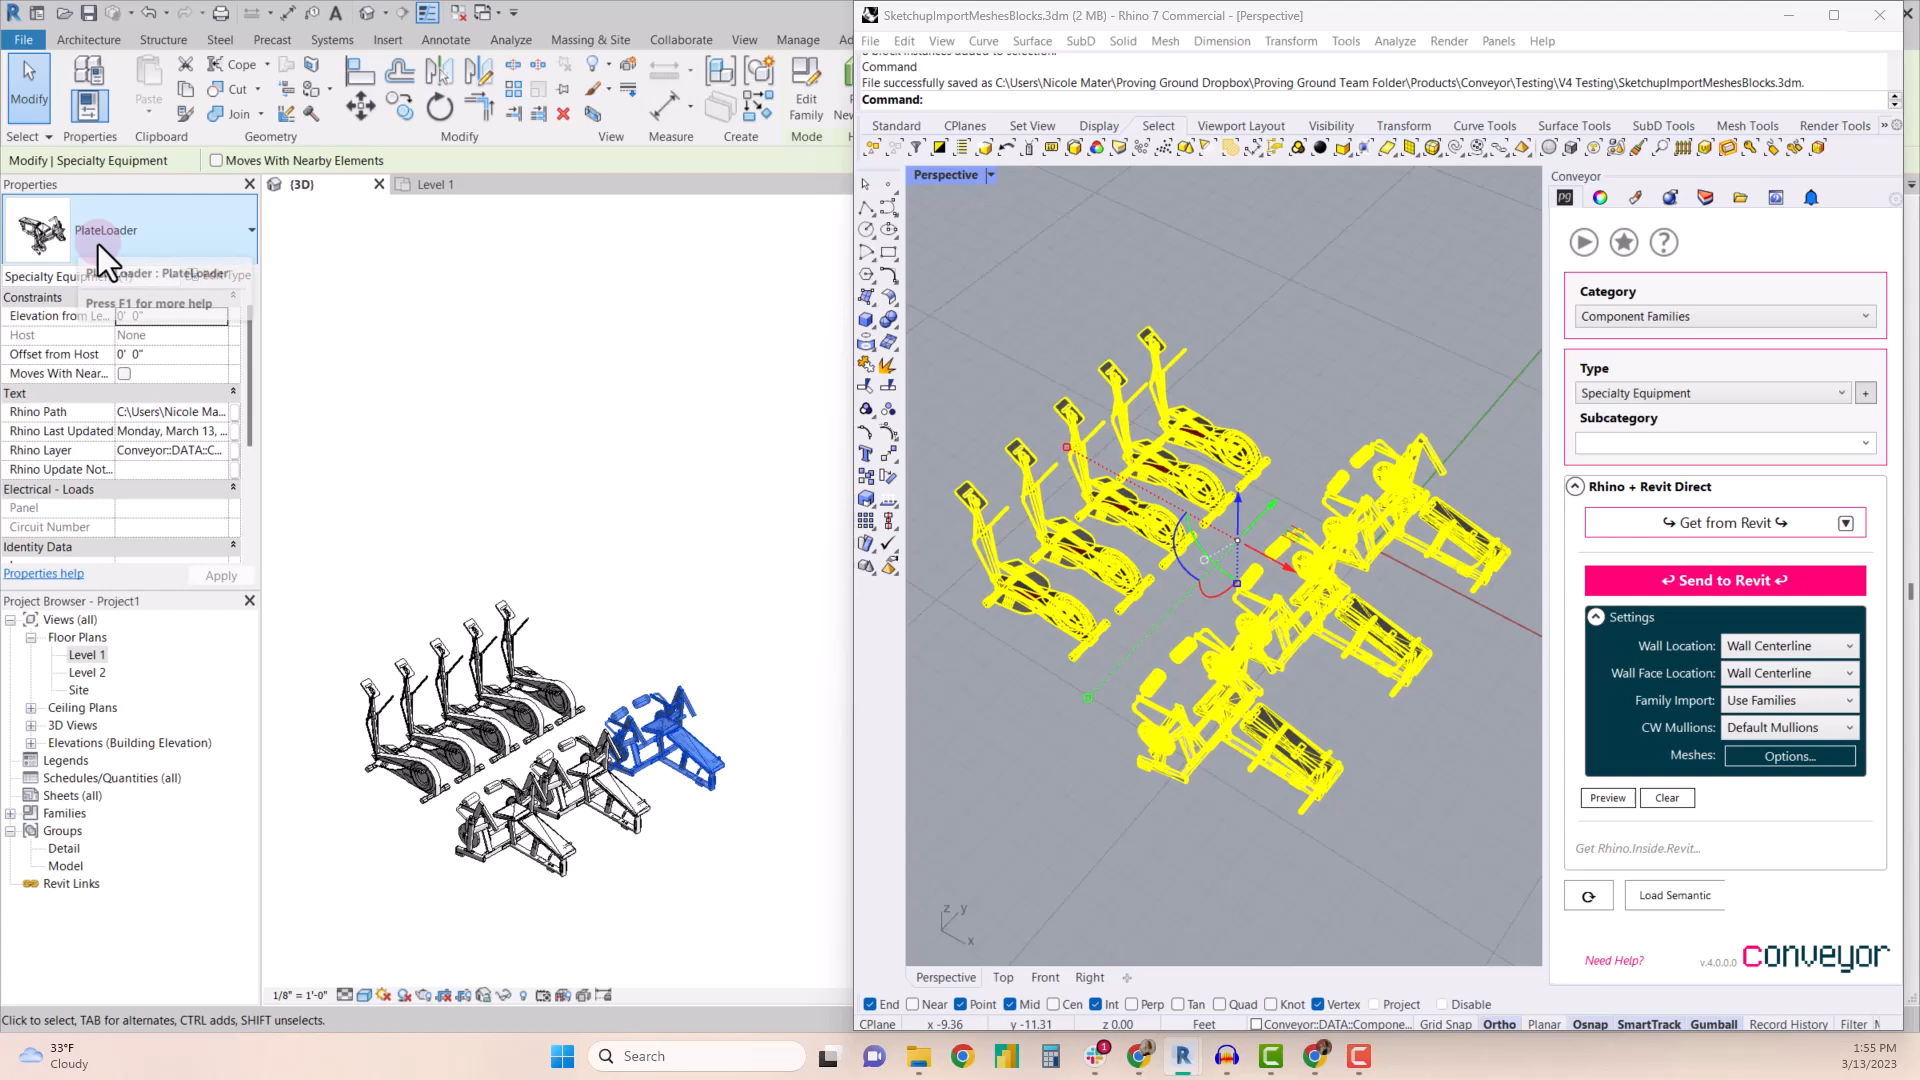 File
Architecture
Structure
Steel
Precast
Systems
Insert
Annotate
Analyze
Massing & Site
Collaborate
View
Manage
Ad
Modify
Paste
Cope
Cut
Join
Edit
Family
Select
Properties
Clipboard
Geometry
Modify
View
Measure
Create
Mode
Modify | Specialty Equipment
Moves With Nearby Elements
Properties
{3D}
Level 1
PlateLoader
PlateLoader : PlateLoader
Press F1 for more help
Constraints
Elevation from Le... 0' 0"
Host None
Offset from Host 0' 0"
Moves With Near...
Text
Rhino Path C:\Users\Nicole Ma...
Rhino Last Updated Monday, March 13, ...
Rhino Layer Conveyor::DATA::C...
Rhino Update Not...
Electrical - Loads
Panel
Circuit Number
Identity Data
Properties help
Apply
Project Browser - Project1
Views (all)
Floor Plans
Level 1
Level 2
Site
Ceiling Plans
3D Views
Elevations (Building Elevation)
Legends
Schedules/Quantities (all)
Sheets (all)
Families
Groups
Detail
Model
Revit Links
1/8" = 1'-0"
Click to select, TAB for alternates, CTRL adds, SHIFT unselects.
SketchupImportMeshesBlocks.3dm (2 MB) - Rhino 7 Commercial - [Perspective]
File Edit View Curve Surface SubD Solid Mesh Dimension Transform Tools Analyze Render Panels Help
Command
File successfully saved as C:\Users\Nicole Mater\Proving Ground Dropbox\Proving Ground Team Folder\Products\Conveyor\Testing\V4 Testing\SketchupImportMeshesBlocks.3dm.
Command:
Standard CPlanes Set View Display Select Viewport Layout Visibility Transform Curve Tools Surface Tools SubD Tools Mesh Tools Render Tools
Perspective
z y
x
Perspective Top Front Right
End Near Point Mid Cen Int Perp Tan Quad Knot Vertex Project Disable
CPlane x -9.36 y -11.31 z 0.00 Feet Conveyor::DATA::Compone... Grid Snap Ortho Planar Osnap SmartTrack Gumball Record History Filter
Conveyor
pg
Category
Component Families
Type
Specialty Equipment
+
Subcategory
Rhino + Revit Direct
Get from Revit
Send to Revit
Settings
Wall Location: Wall Centerline
Wall Face Location: Wall Centerline
Family Import: Use Families
CW Mullions: Default Mullions
Meshes: Options...
Preview
Clear
Get Rhino.Inside.Revit...
Load Semantic
Need Help?
v.4.0.0.0
conveyor
33°F
Cloudy
Search
1
1:55 PM
3/13/2023